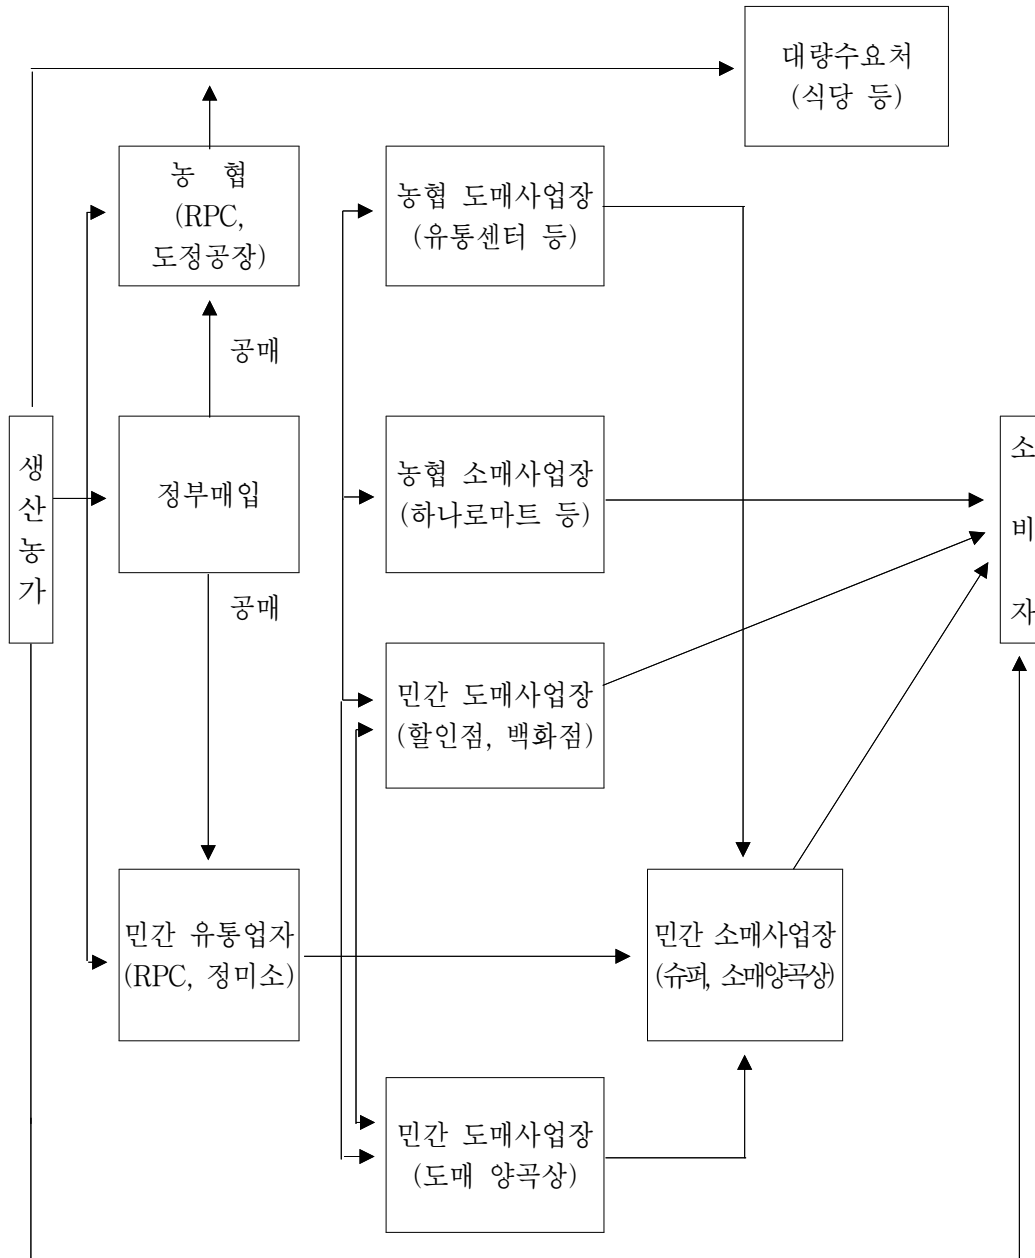 대량수요처
(식당 등)
농 협
(RPC,
도정공장)
농협 도매사업장
(유통센터 등)
공매
생
산
농
가
정부매입
농협 소매사업장
(하나로마트 등)
소
비
자
공매
민간 도매사업장
(할인점, 백화점)
민간 유통업자
(RPC, 정미소)
민간 소매사업장
(슈퍼, 소매양곡상)
민간 도매사업장
(도매 양곡상)